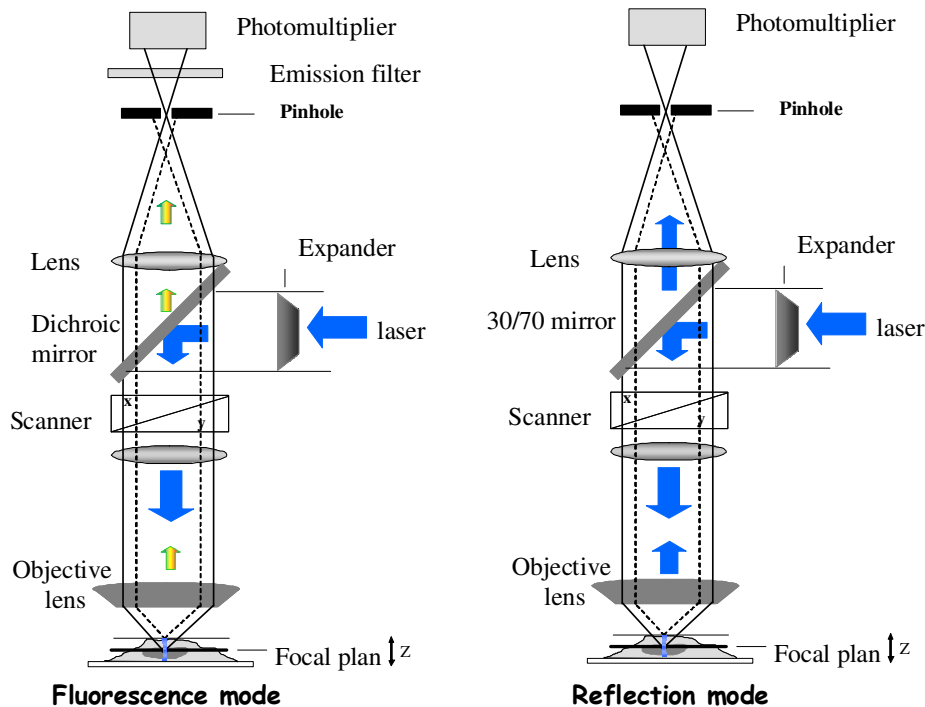 Photomultiplier
Emission filter
Pinhole
Expander
Lens
Dichroic
mirror
laser
x
Scanner
y
Objective
lens
Focal plan
z
Fluorescence mode
Photomultiplier
Pinhole
Expander
Lens
30/70 mirror
laser
x
Scanner
y
Objective
lens
Focal plan
z
Reflection mode